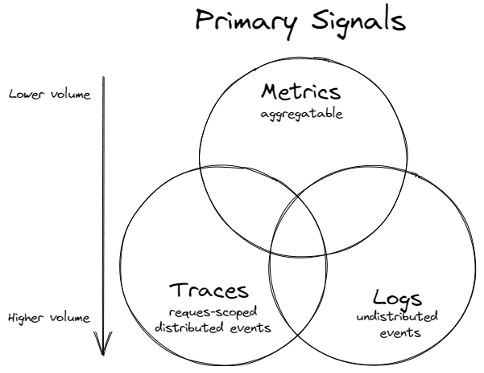 Primary Signals
Lower volume
Metrics
aggregatable
Traces
reques-scoped
distributed events
Logs
undistributed
events
Higher volume